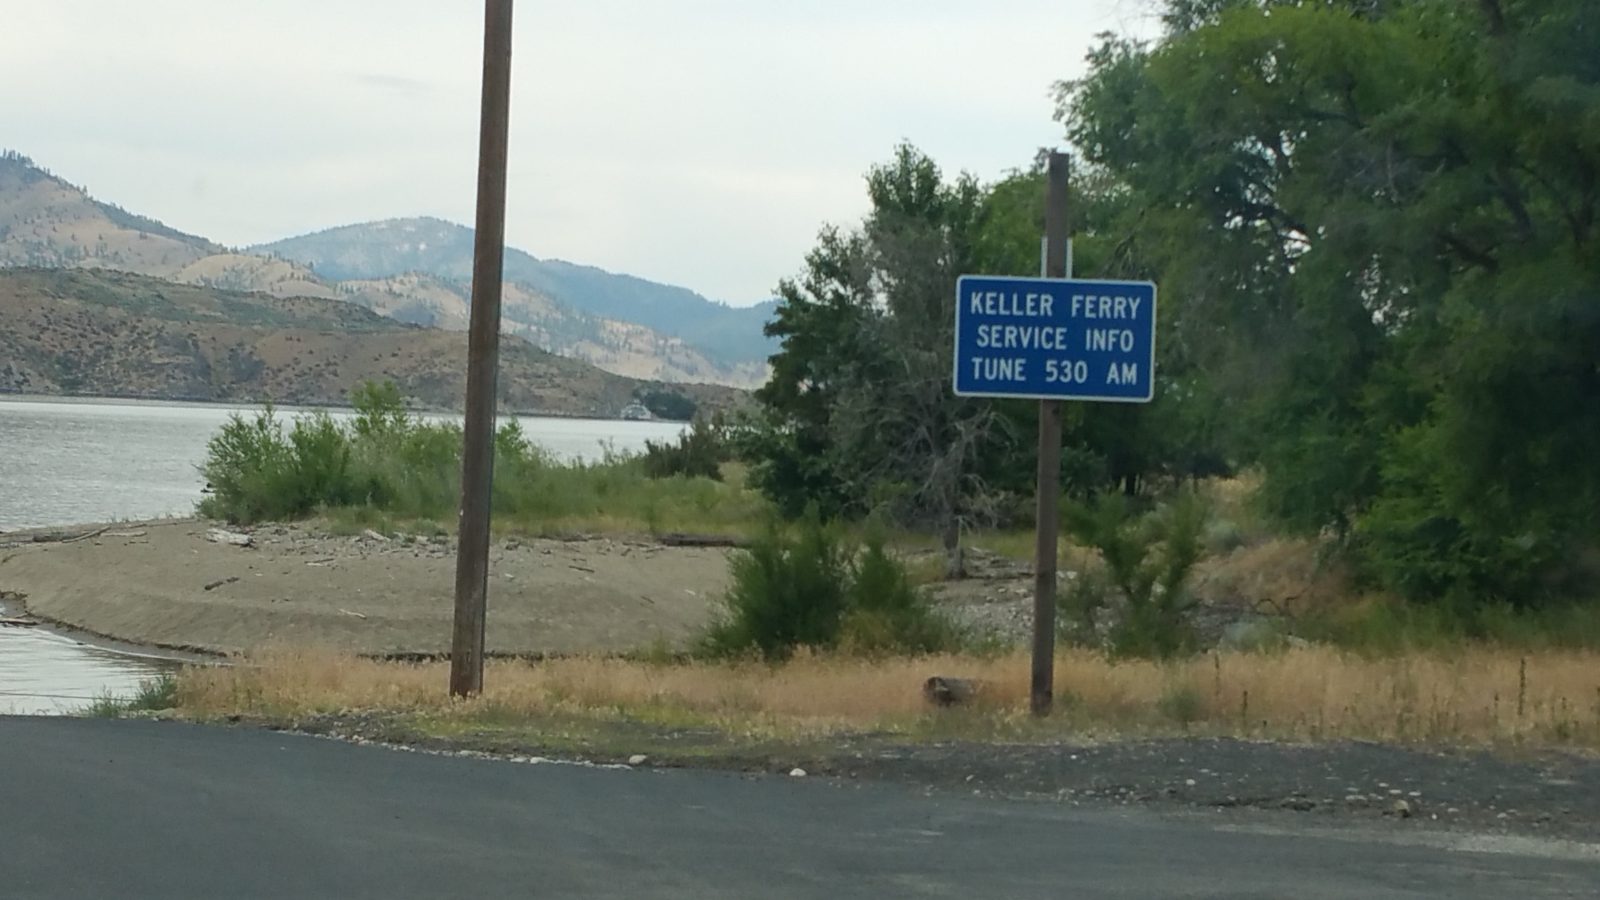 KELLER FERRY
SERVICE INFO
TUNE 530 AM